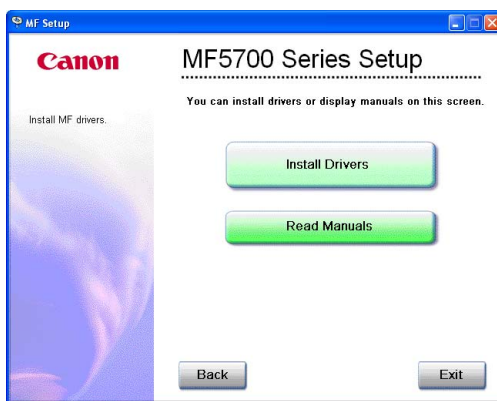 MF Setup
Canon
MF5700 Series Setup
You can install drivers or display manuals on this screen.
Install MF drivers.
Install Drivers
Read Manuals
Back
Exit